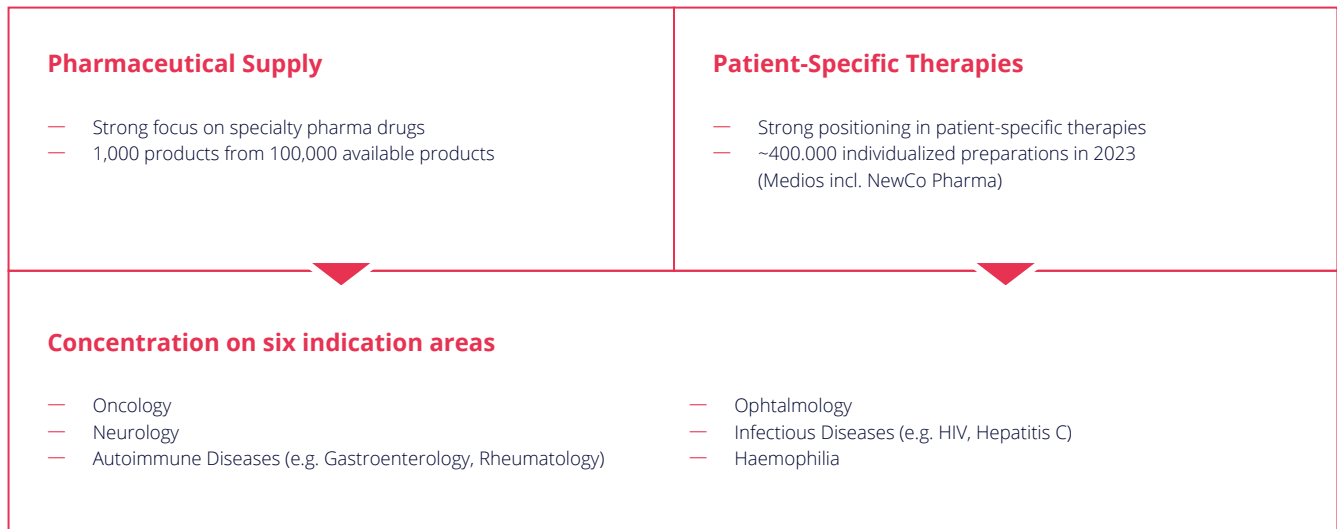 Pharmaceutical Supply
— Strong focus on specialty pharma drugs
— 1,000 products from 100,000 available products
Patient-Specific Therapies
— Strong positioning in patient-specific therapies
— ~400.000 individualized preparations in 2023
(Medios incl. NewCo Pharma)
Concentration on six indication areas
— Oncology
— Neurology
— Autoimmune Diseases (e.g. Gastroenterology, Rheumatology)
— Ophtalmology
— Infectious Diseases (e.g. HIV, Hepatitis C)
— Haemophilia